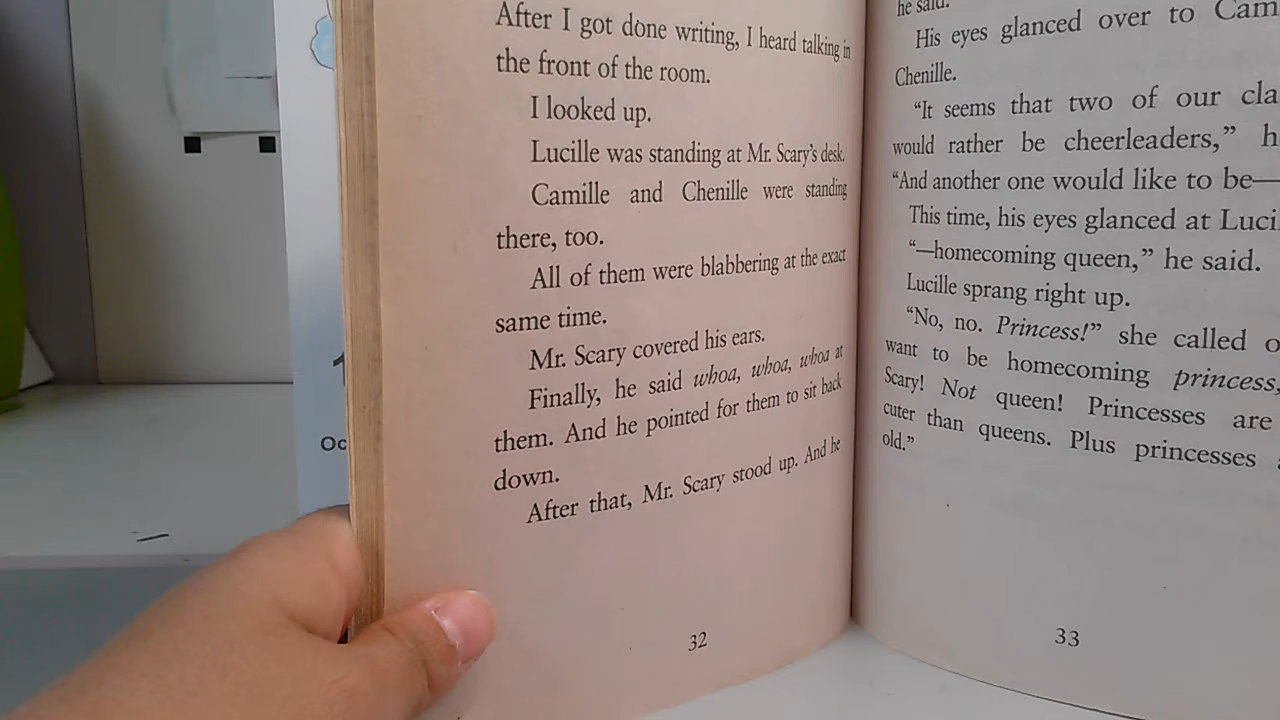 After I got done writing, I heard talking in
the front of the room.
I looked up.
Lucille was standing at Mr. Scary's desk.
Camille and Chenille were standing
there, too.
All of them were blabbering at the exact
same time.
Mr. Scary covered his ears.
Finally, he said whoa, whoa, whoa at
them. And he pointed for them to sit back
down.
After that, Mr. Scary stood up. And he
32
he said.
His eyes glanced over to Cam
Chenille.
“It seems that two of our cla
would rather be cheerleaders,” h
“And another one would like to be—
This time, his eyes glanced at Luci
“—homecoming queen,” he said.
Lucille sprang right up.
“No, no. Princess!” she called o
want to be homecoming princess,
Scary! Not queen! Princesses are
cuter than queens. Plus princesses
old.”
33
Oc